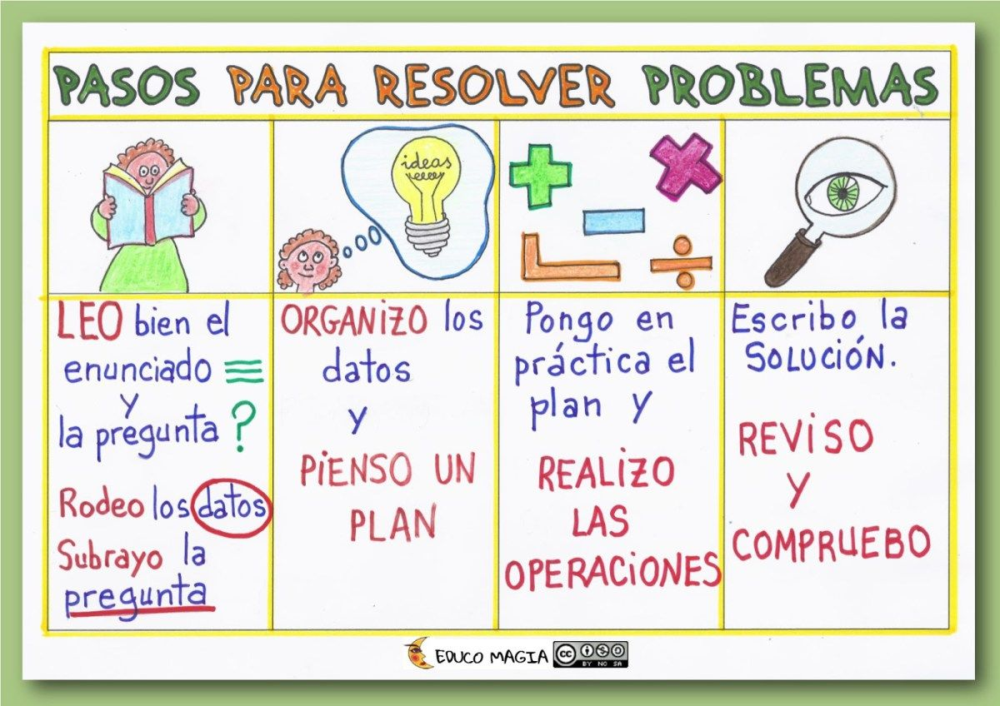 PASOS PARA RESOLVER PROBLEMAS
ideas
LEO bien el
enunciado
y
la pregunta ?
Rodeo los datos
Subrayo la
pregunta
ORGANIZO los
datos
y
PIENSO UN
PLAN
Pongo en
práctica el
plan y
REALIZO
LAS
OPERACIONES
Escribo la
SOLUCIÓN.
REVISO
Y
COMPRUEBO
EDUCO MAGIA
cc
BY NC SA